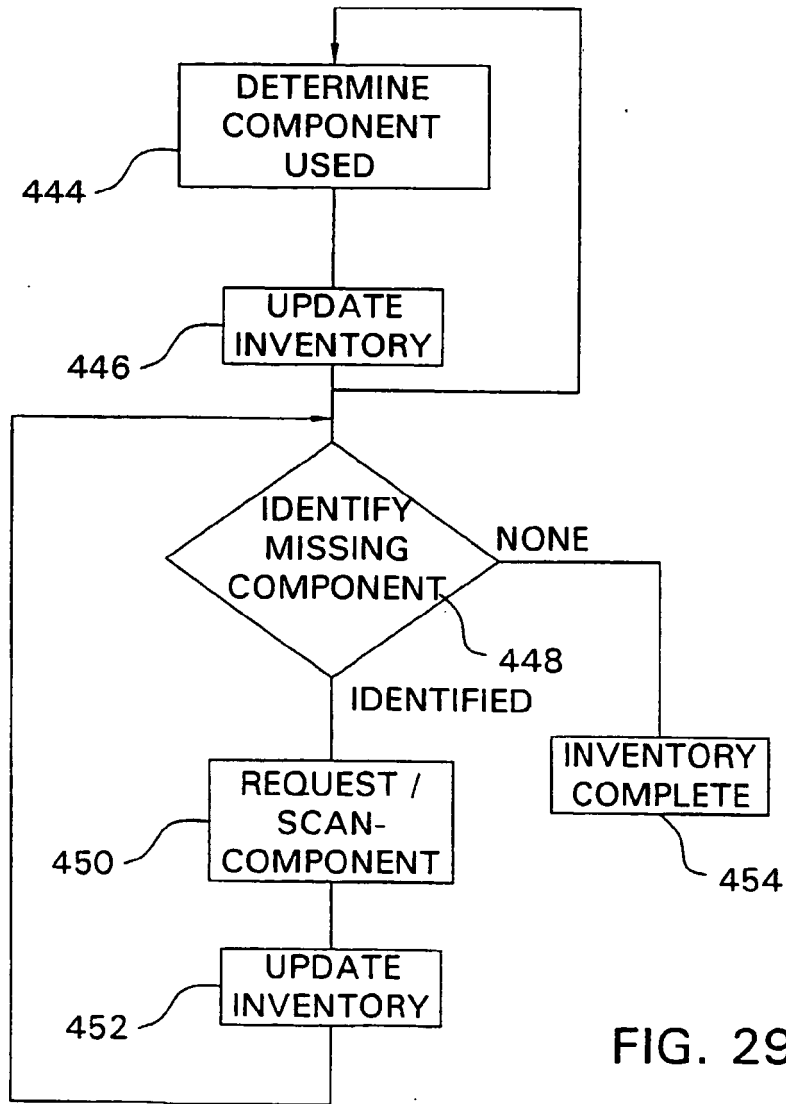 DETERMINE
COMPONENT
USED
444
UPDATE
INVENTORY
446
IDENTIFY
MISSING
COMPONENT
NONE
448
IDENTIFIED
REQUEST /
SCAN-
COMPONENT
450
INVENTORY
COMPLETE
454
UPDATE
INVENTORY
452
FIG. 29